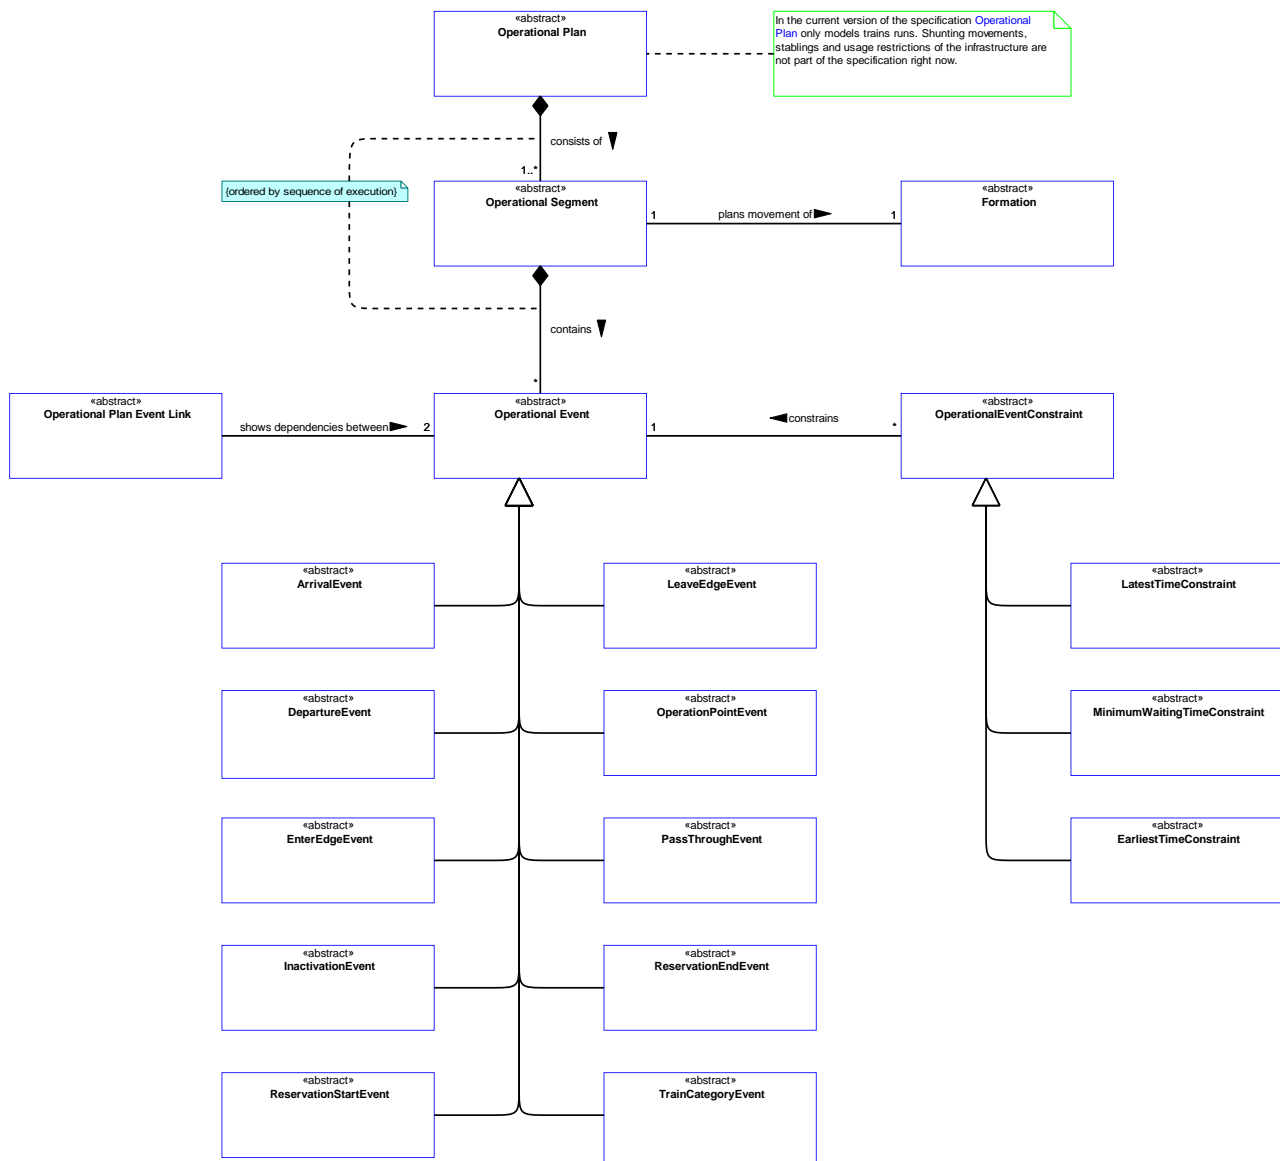 «abstract»
Operational Plan
In the current version of the specification Operational
Plan only models trains runs. Shunting movements,
stablings and usage restrictions of the infrastructure are
not part of the specification right now.
consists of
1..*
{ordered by sequence of execution}
«abstract»
Operational Segment
1
plans movement of
1
«abstract»
Formation
contains
*
«abstract»
Operational Plan Event Link
shows dependencies between
2
«abstract»
Operational Event
1
constrains
*
«abstract»
OperationalEventConstraint
«abstract»
ArrivalEvent
«abstract»
LeaveEdgeEvent
«abstract»
LatestTimeConstraint
«abstract»
DepartureEvent
«abstract»
OperationPointEvent
«abstract»
MinimumWaitingTimeConstraint
«abstract»
EnterEdgeEvent
«abstract»
PassThroughEvent
«abstract»
EarliestTimeConstraint
«abstract»
InactivationEvent
«abstract»
ReservationEndEvent
«abstract»
ReservationStartEvent
«abstract»
TrainCategoryEvent